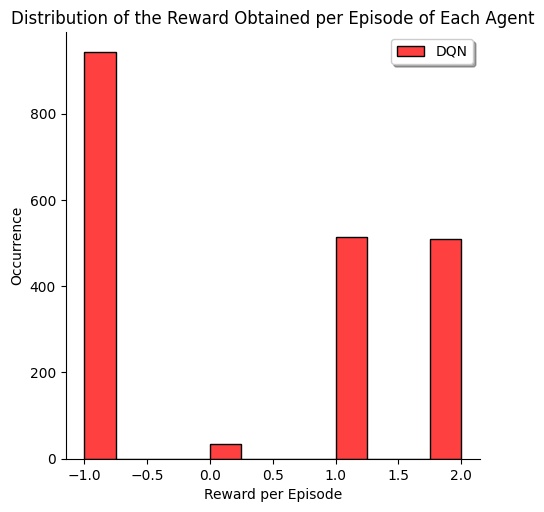 Distribution of the Reward Obtained per Episode of Each Agent
DQN
800
600
400
200
0
Occurrence
−1.0 −0.5 0.0 0.5 1.0 1.5 2.0
Reward per Episode